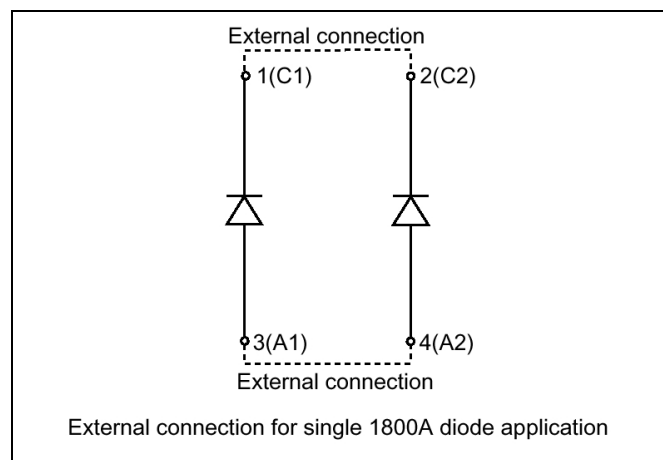 External connection
1(C1)
2(C2)
3(A1)
4(A2)
External connection
External connection for single 1800A diode application